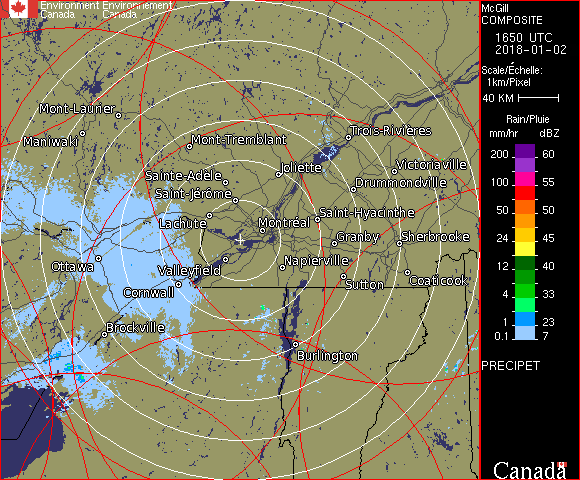 Environment Environnement
Canada Canada
McGill
COMPOSITE
1650 UTC
2018-01-02
Scale/Échelle:
1km/Pixel
40 KM
Rain/Pluie
mm/hr dBZ
200 60
100 55
50 50
24 45
12 40
4 33
1 23
0.1 7
PRECIPET
Mont-Laurier
Maniwaki
Mont-Tremblant
Trois-Rivières
Sainte-Adèle
Joliette
Victoriaville
Saint-Jérôme
Drummondville
Lachute
Saint-Hyacinthe
Montréal
Granby
Sherbrooke
Ottawa
Valleyfield
Napierville
Cornwall
Sutton
Coaticook
Brockville
Burlington
Canada